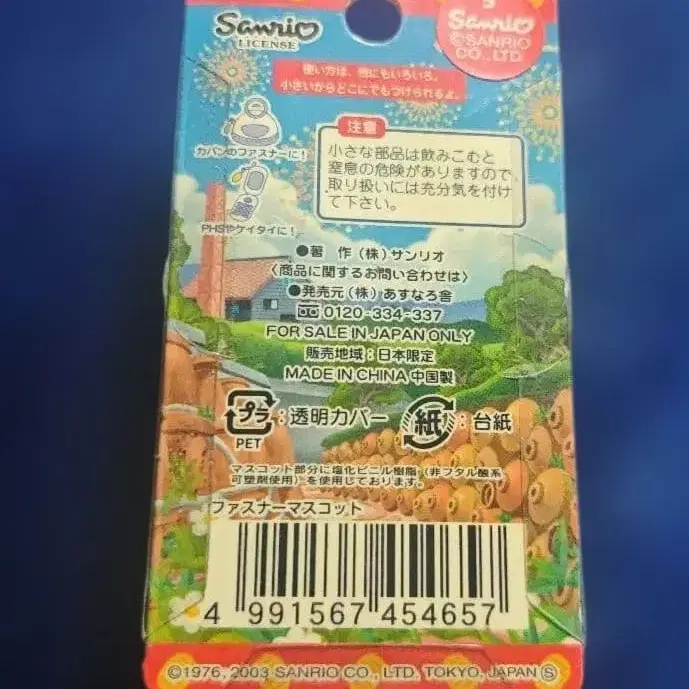 Sanrio
LICENSE
Sanrio
©SANRIO
CO., LTD.
使い方は、他にもいろいろ。
小さいからどこにでもつけられるよ。
カバンのファスナーに!
PHSやケイタイに!
注意
小さな部品は飲みこむと
窒息の危険がありますので、
取り扱いには充分気を付け
て下さい。
●著 作(株)サンリオ
〈商品に関するお問い合わせは〉
●発売元(株)あすなろ舎
0120-334-337
FOR SALE IN JAPAN ONLY
販売地域:日本限定
MADE IN CHINA 中国製
プラ:透明カバー
PET
紙:台紙
マスコット部分に塩化ビニル樹脂(非フタル酸系
可塑剤使用)を使用しております。
ファスナーマスコット
4 991567 454657
©1976, 2003 SANRIO CO., LTD. TOKYO, JAPAN Ⓢ